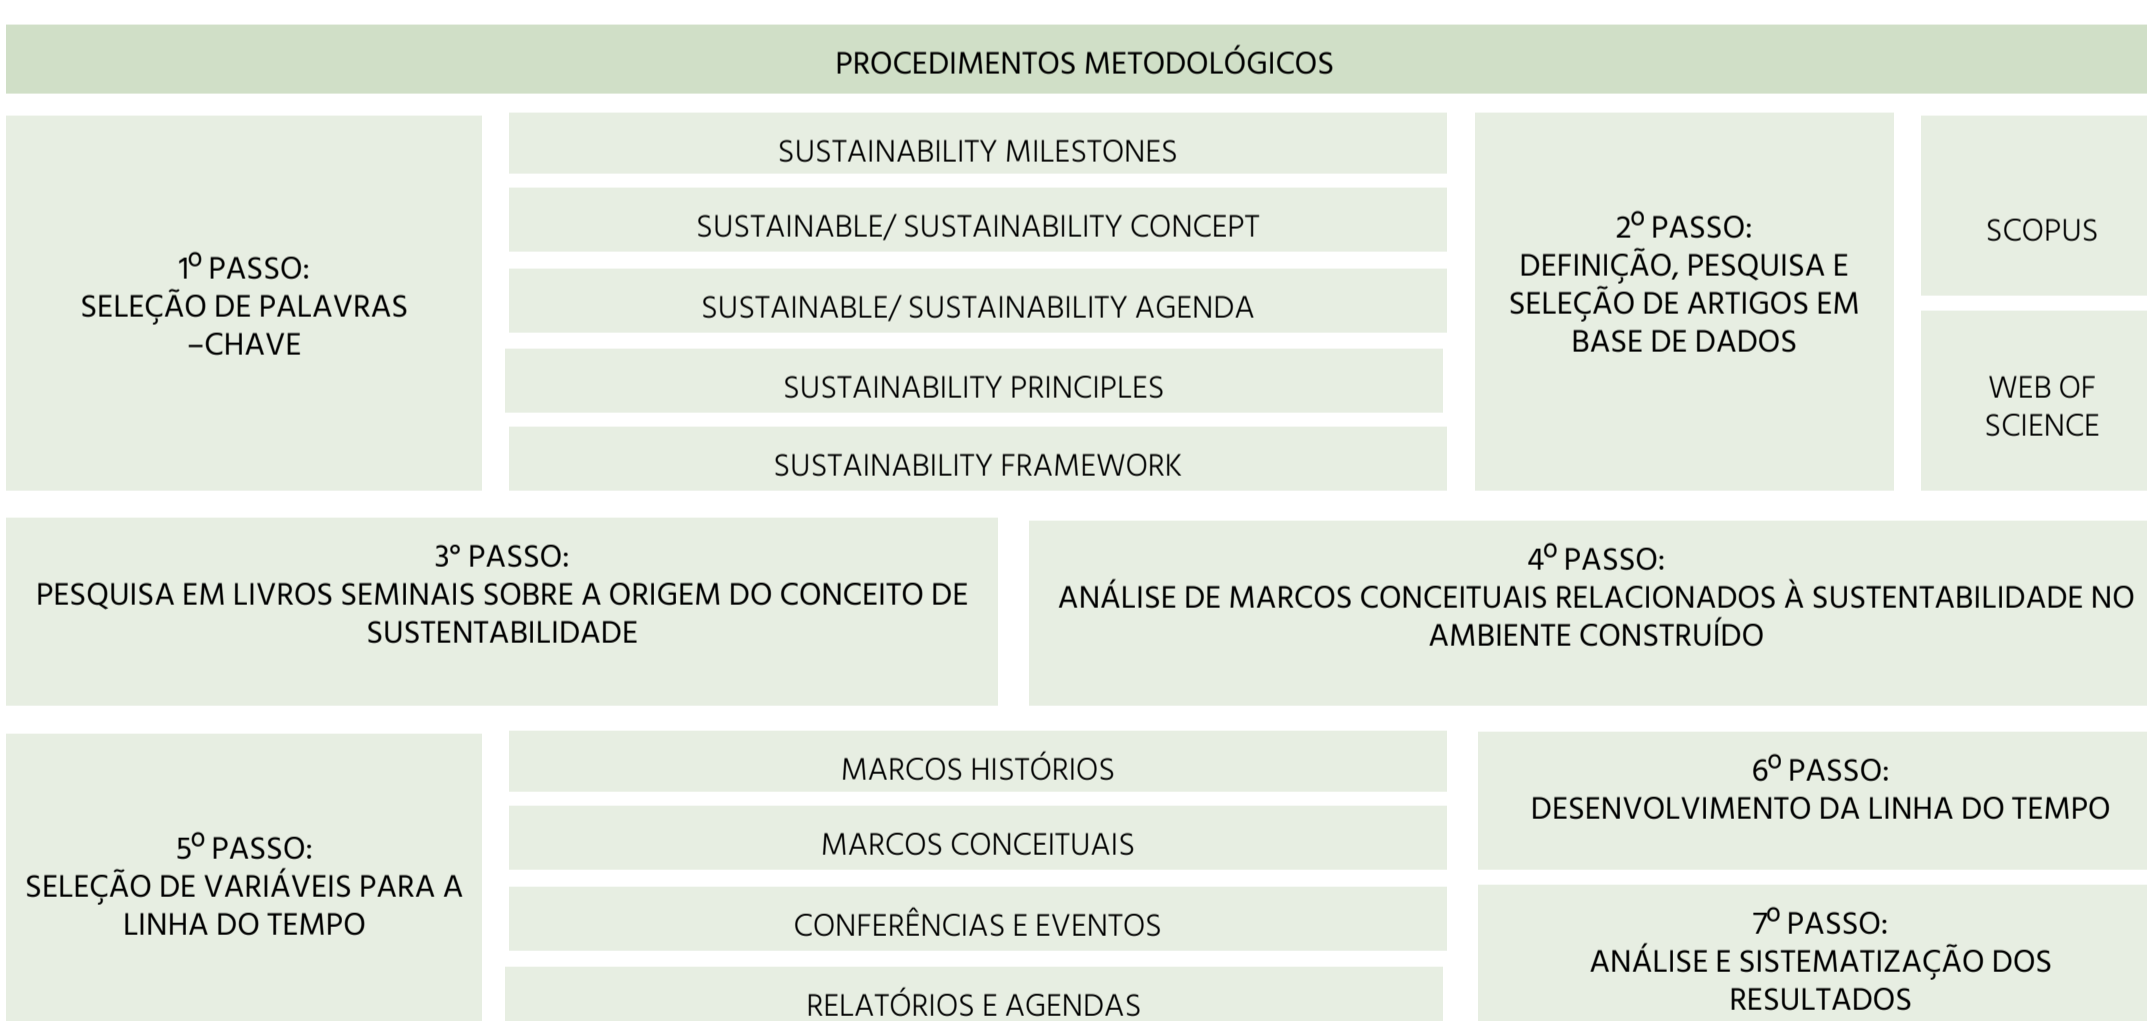 PROCEDIMENTOS METODOLÓGICOS
1º PASSO:
SELEÇÃO DE PALAVRAS
–CHAVE
SUSTAINABILITY MILESTONES
SUSTAINABLE/ SUSTAINABILITY CONCEPT
SUSTAINABLE/ SUSTAINABILITY AGENDA
SUSTAINABILITY PRINCIPLES
SUSTAINABILITY FRAMEWORK
2º PASSO:
DEFINIÇÃO, PESQUISA E
SELEÇÃO DE ARTIGOS EM
BASE DE DADOS
SCOPUS
WEB OF
SCIENCE
3° PASSO:
PESQUISA EM LIVROS SEMINAIS SOBRE A ORIGEM DO CONCEITO DE
SUSTENTABILIDADE
4º PASSO:
ANÁLISE DE MARCOS CONCEITUAIS RELACIONADOS À SUSTENTABILIDADE NO
AMBIENTE CONSTRUÍDO
5º PASSO:
SELEÇÃO DE VARIÁVEIS PARA A
LINHA DO TEMPO
MARCOS HISTÓRIOS
MARCOS CONCEITUAIS
CONFERÊNCIAS E EVENTOS
RELATÓRIOS E AGENDAS
6º PASSO:
DESENVOLVIMENTO DA LINHA DO TEMPO
7º PASSO:
ANÁLISE E SISTEMATIZAÇÃO DOS
RESULTADOS